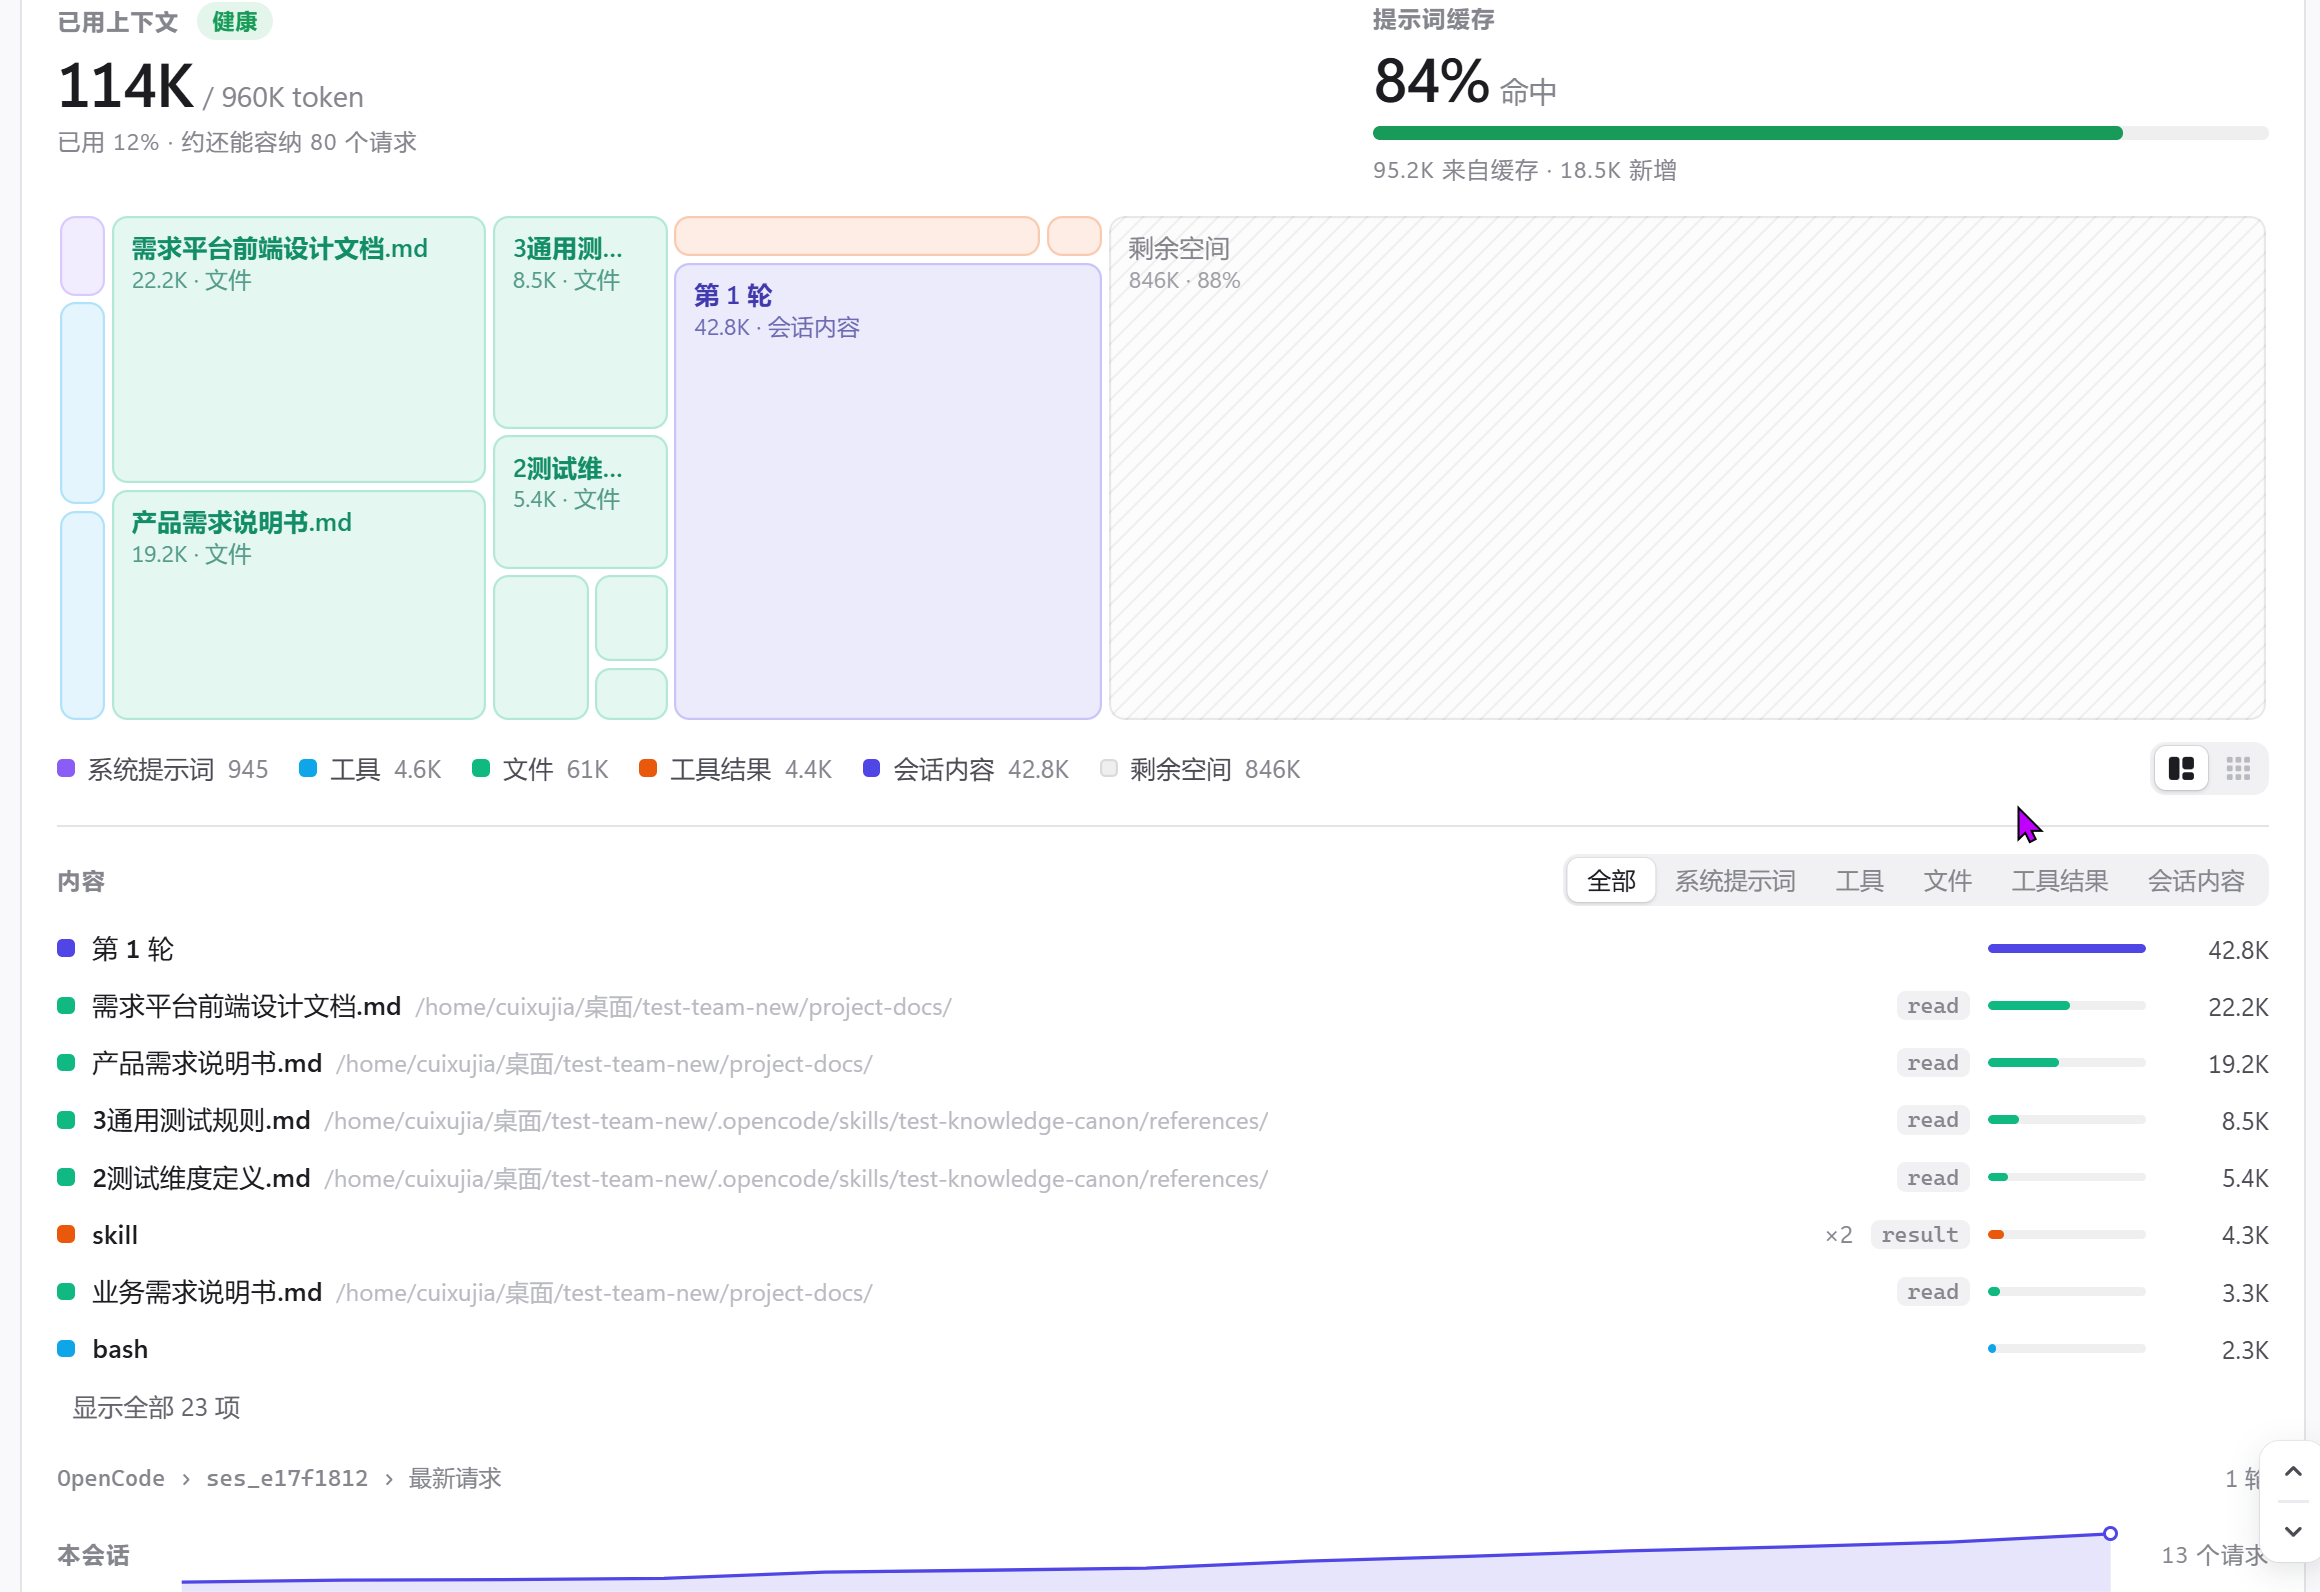 已用上下文 健康
114K / 960K token
已用 12% · 约还能容纳 80 个请求
提示词缓存
84% 命中
95.2K 来自缓存 · 18.5K 新增
需求平台前端设计文档.md
22.2K · 文件
产品需求说明书.md
19.2K · 文件
3通用测...
8.5K · 文件
2测试维...
5.4K · 文件
第 1 轮
42.8K · 会话内容
剩余空间
846K · 88%
系统提示词 945 工具 4.6K 文件 61K 工具结果 4.4K 会话内容 42.8K 剩余空间 846K
内容 全部 系统提示词 工具 文件 工具结果 会话内容
第 1 轮 42.8K
需求平台前端设计文档.md /home/cuixujia/桌面/test-team-new/project-docs/ read 22.2K
产品需求说明书.md /home/cuixujia/桌面/test-team-new/project-docs/ read 19.2K
3通用测试规则.md /home/cuixujia/桌面/test-team-new/.opencode/skills/test-knowledge-canon/references/ read 8.5K
2测试维度定义.md /home/cuixujia/桌面/test-team-new/.opencode/skills/test-knowledge-canon/references/ read 5.4K
skill ×2 result 4.3K
业务需求说明书.md /home/cuixujia/桌面/test-team-new/project-docs/ read 3.3K
bash 2.3K
显示全部 23 项
OpenCode › ses_e17f1812 › 最新请求 1 轮
本会话 13 个请求